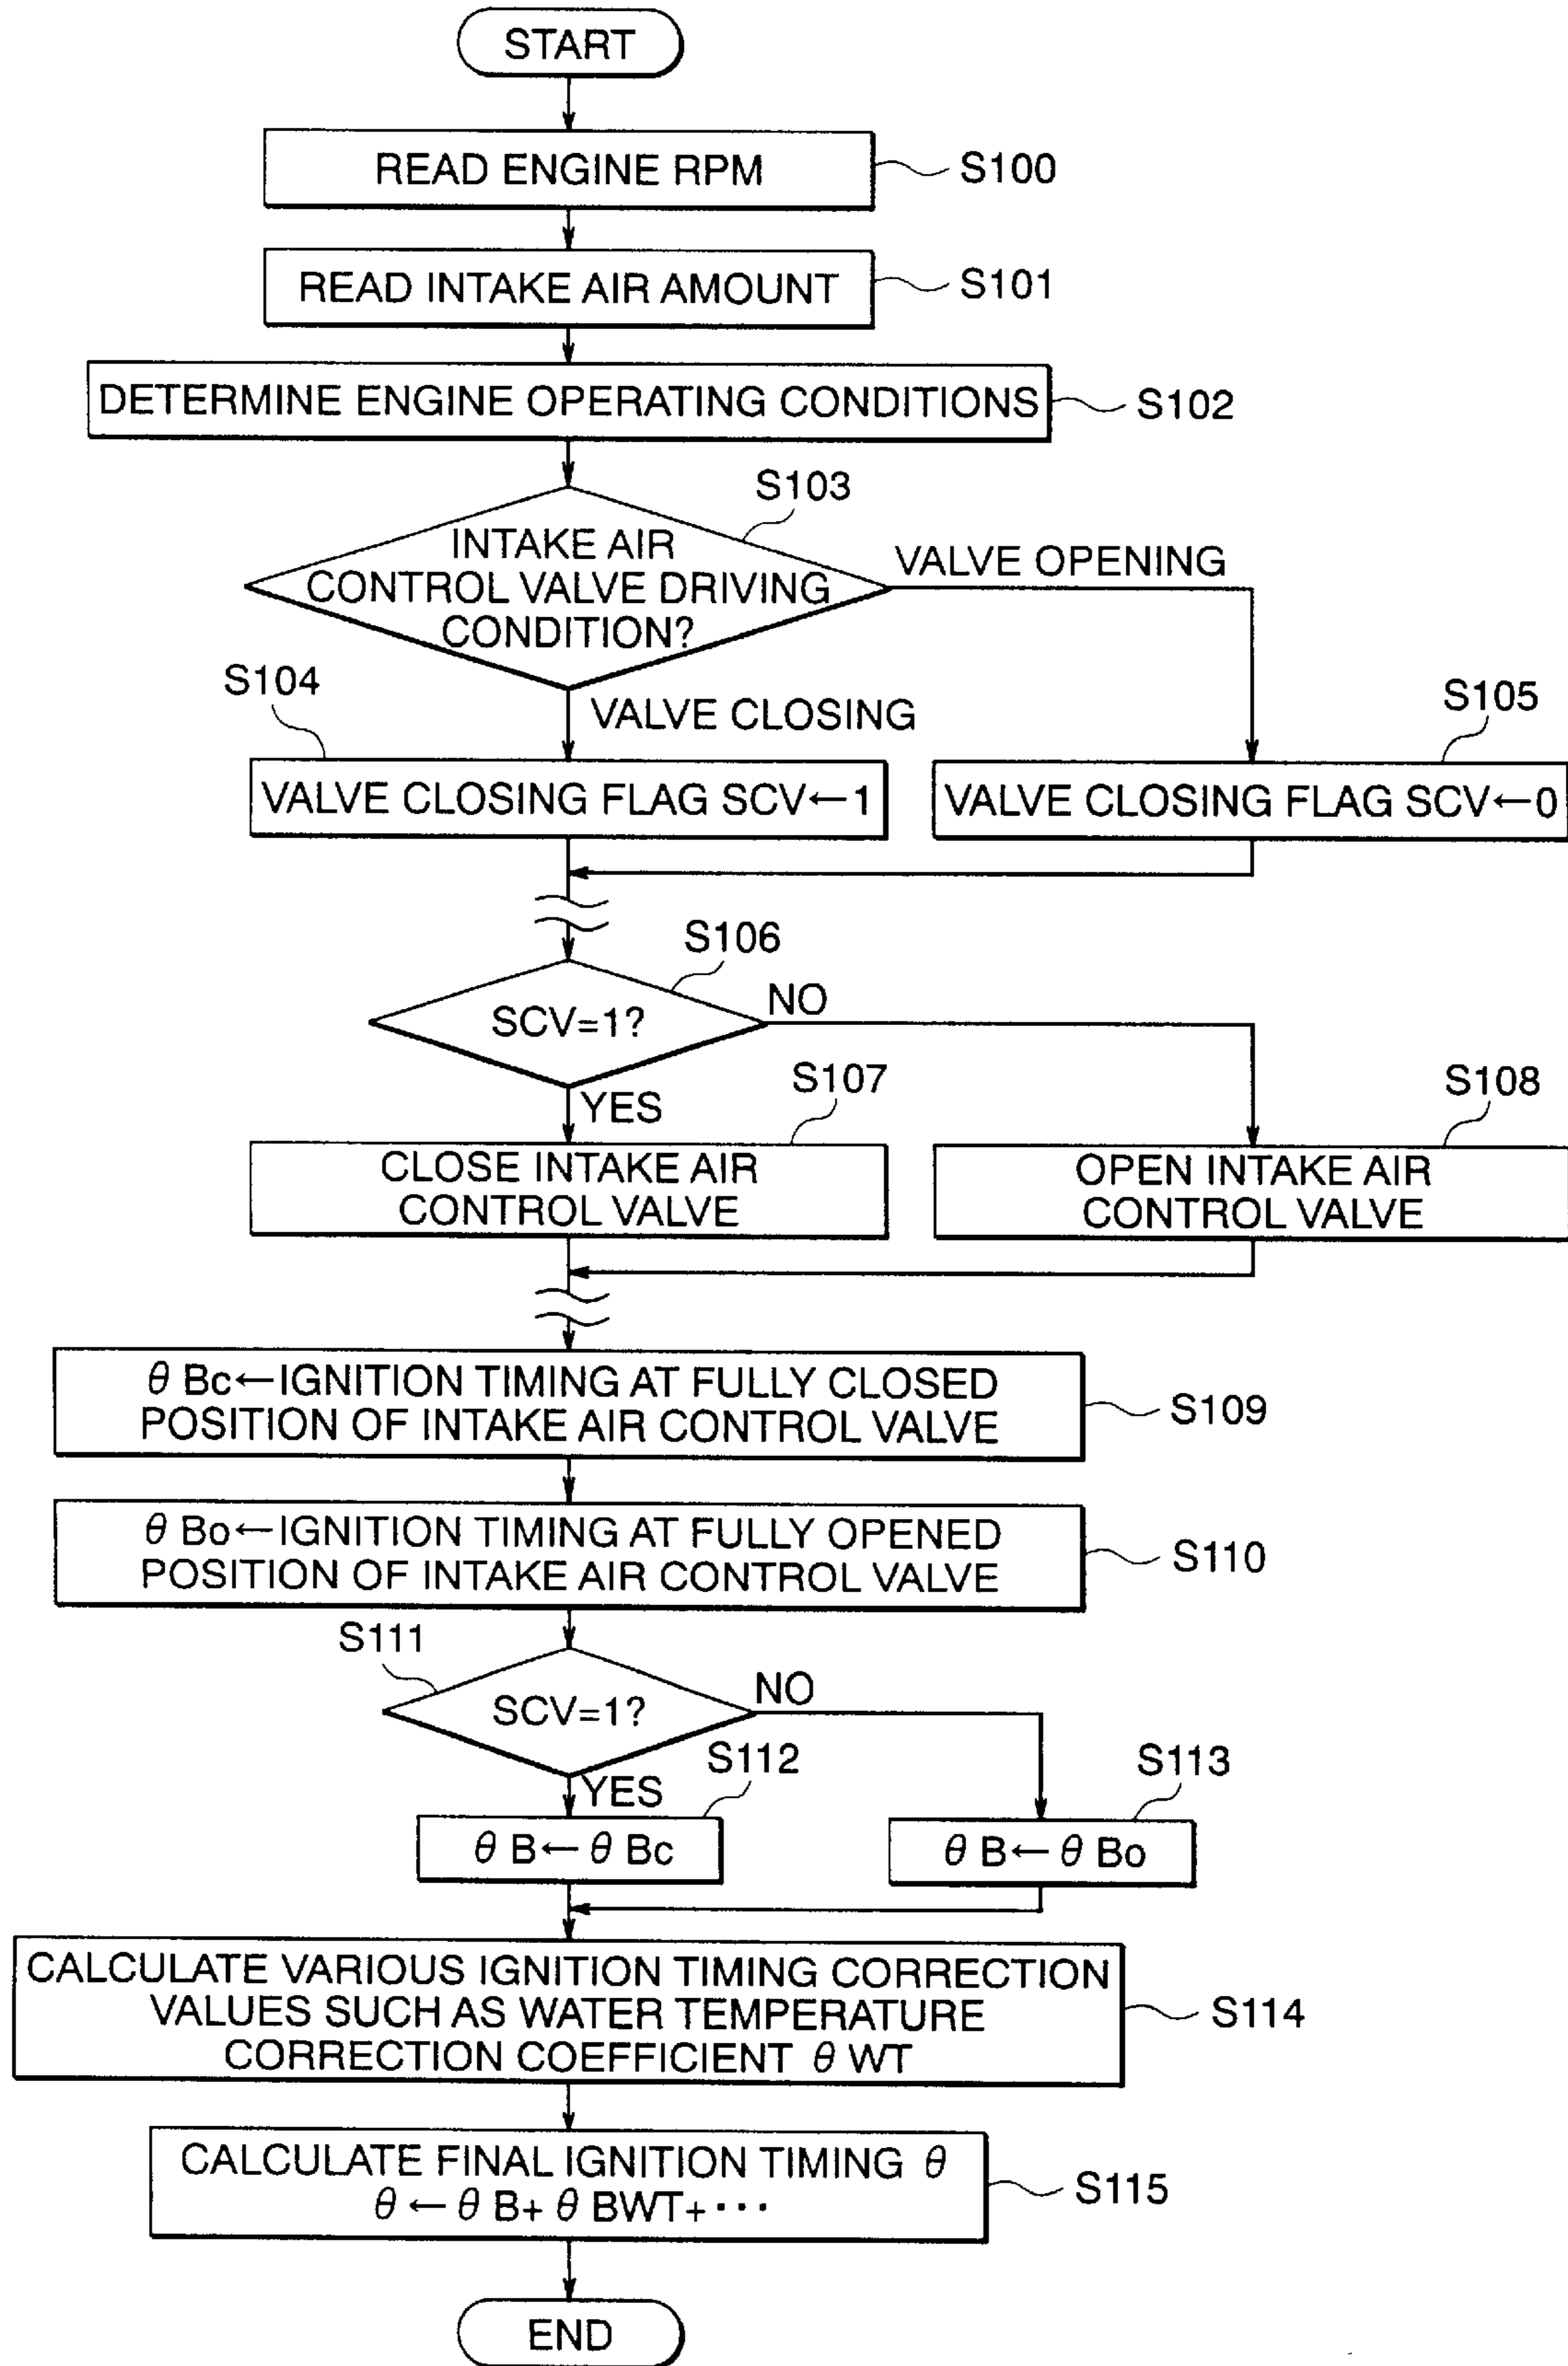 START
READ ENGINE RPM
S100
READ INTAKE AIR AMOUNT
S101
DETERMINE ENGINE OPERATING CONDITIONS
S102
S103
INTAKE AIR
CONTROL VALVE DRIVING
CONDITION?
VALVE OPENING
S104
VALVE CLOSING
S105
VALVE CLOSING FLAG SCV←1
VALVE CLOSING FLAG SCV←0
S106
SCV=1?
NO
YES
S107
S108
CLOSE INTAKE AIR
CONTROL VALVE
OPEN INTAKE AIR
CONTROL VALVE
θ Bc←IGNITION TIMING AT FULLY CLOSED
POSITION OF INTAKE AIR CONTROL VALVE
S109
θ Bo←IGNITION TIMING AT FULLY OPENED
POSITION OF INTAKE AIR CONTROL VALVE
S110
S111
SCV=1?
NO
YES
S112
S113
θ B← θ Bc
θ B← θ Bo
CALCULATE VARIOUS IGNITION TIMING CORRECTION
VALUES SUCH AS WATER TEMPERATURE
CORRECTION COEFFICIENT θ WT
S114
CALCULATE FINAL IGNITION TIMING θ
θ ← θ B+ θ BWT+···
S115
END